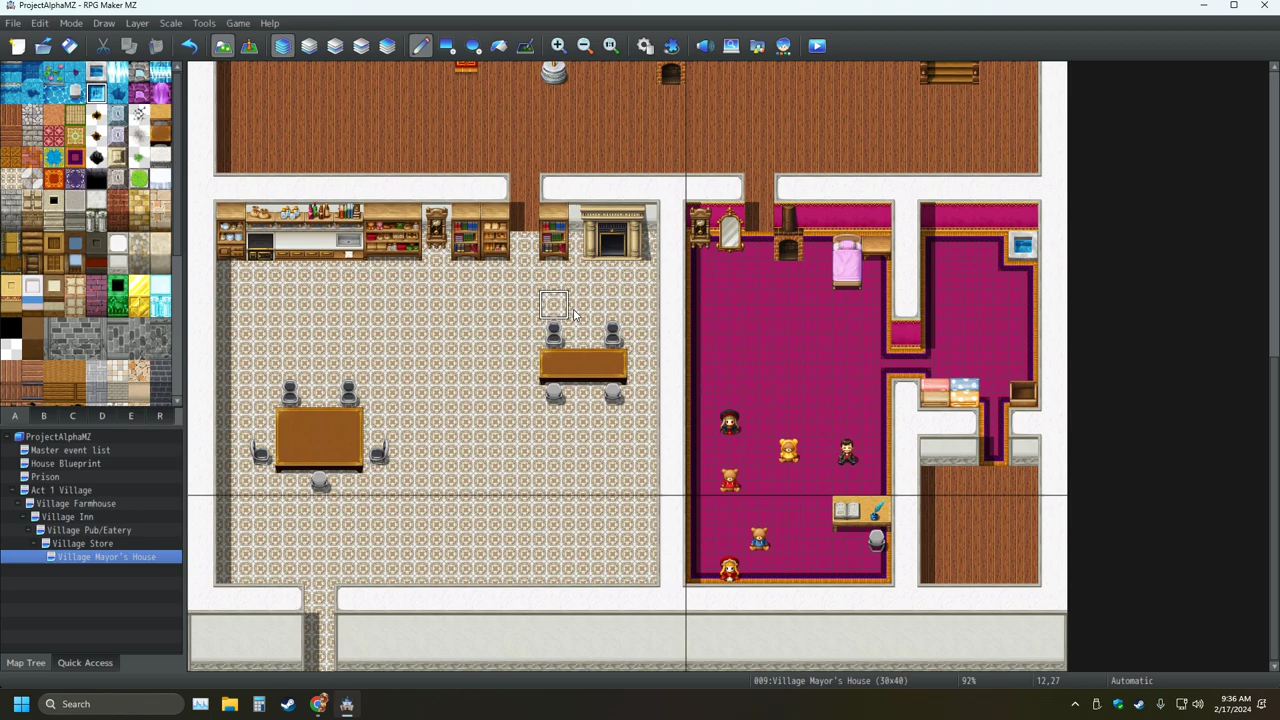 ProjectAlphaMZ - RPG Maker MZ
File Edit Mode Draw Layer Scale Tools Game Help
A B C D E R
ProjectAlphaMZ
Master event list
House Blueprint
Prison
Act 1 Village
Village Farmhouse
Village Inn
Village Pub/Eatery
Village Store
Village Mayor's House
Map Tree Quick Access
009:Village Mayor's House (30x40) 92% 12,27 Automatic
Search
9:36 AM
2/17/2024